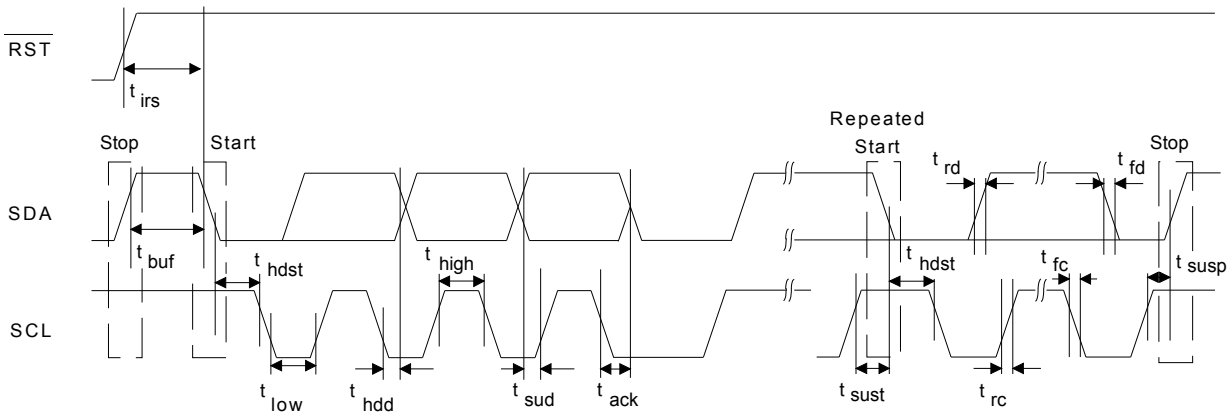 RST
t irs
Repeated
Stop Start Start Stop
t rd t fd
SDA
t buf t hdst t high t hdst t fc t susp
SCL
t low t hdd t sud t ack t sust t rc